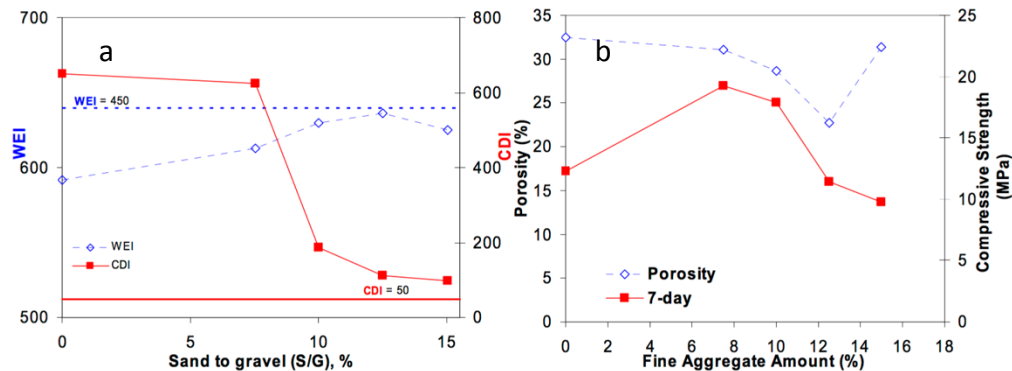 a
700
600
500
WEI
WEI = 450
WEI
CDI
CDI = 50
800
600
400
200
0
CDI
0
5
10
15
Sand to gravel (S/G), %
b
35
30
25
20
15
10
5
0
Porosity (%)
Porosity
7-day
25
20
15
10
5
0
Compressive Strength
(MPa)
0
2
4
6
8
10
12
14
16
18
Fine Aggregate Amount (%)